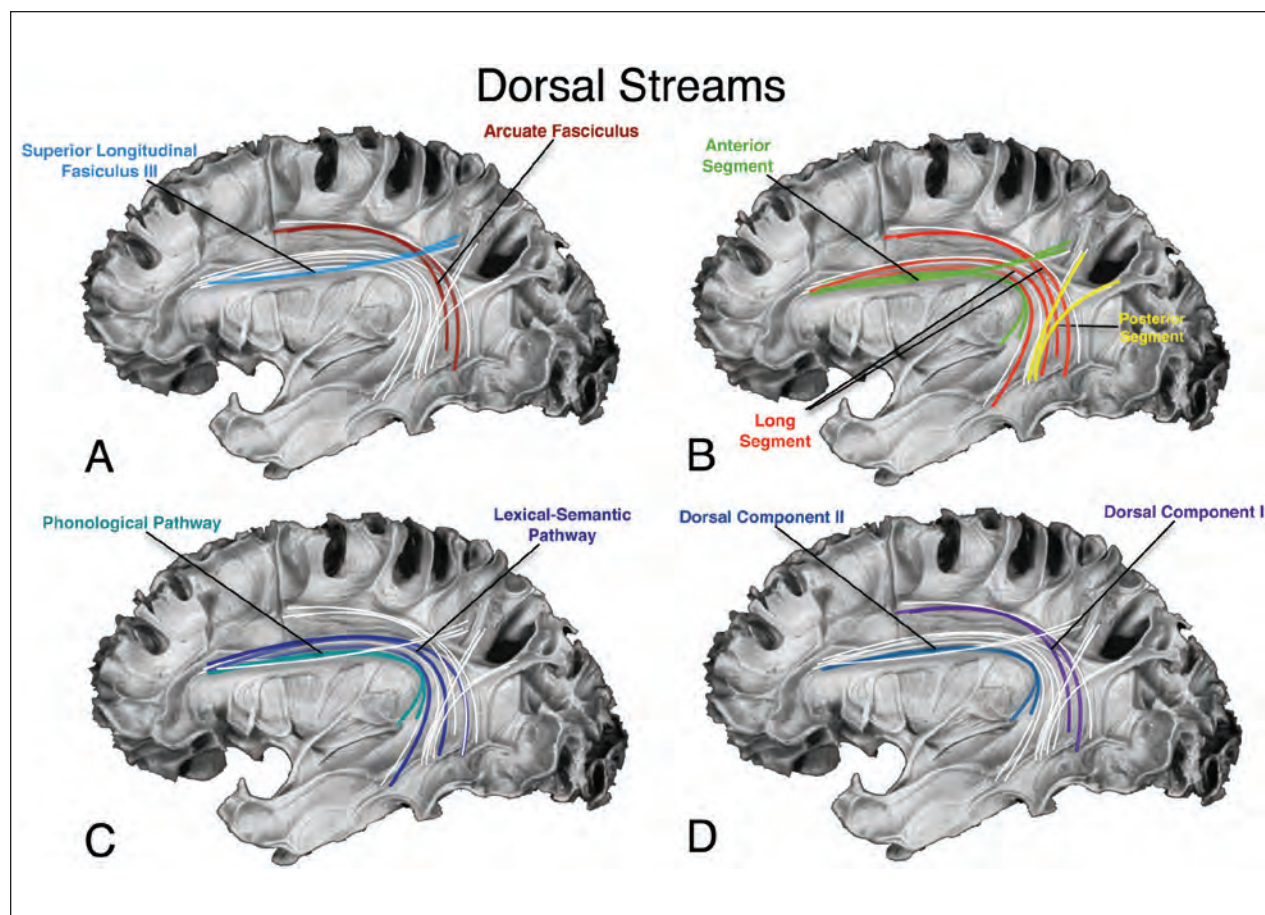 Dorsal Streams
Superior Longitudinal
Fasiculus III
Arcuate Fasciculus
A
Anterior
Segment
Posterior
Segment
Long
Segment
B
Phonological Pathway
Lexical-Semantic
Pathway
C
Dorsal Component II
Dorsal Component I
D